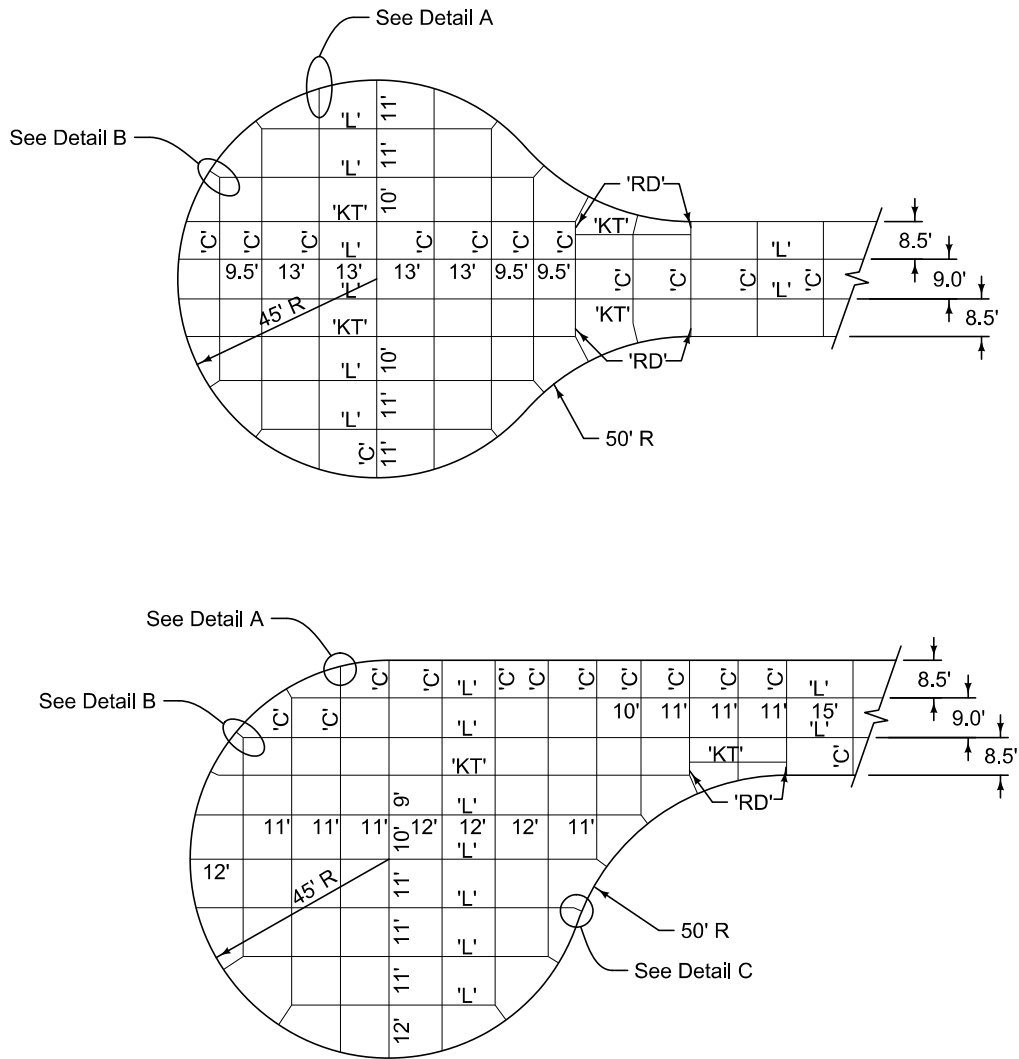 See Detail A
'L'
11'
See Detail B
'L'
11'
'KT'
10'
'RD'
'KT'
'C' 'C' 'C' 'L' 'C' 'C' 'C' 'C' 'L' 8.5'
9.5' 13' 13' 13' 13' 9.5' 9.5'
'C' 'C' 'C' 'L' 'C' 9.0'
'L'
45' R
'KT' 'KT' 8.5'
'RD'
'L' 10'
'L' 11'
50' R
'C' 11'
See Detail A
'C' 'C' 'L' 'C' 'C' 'C' 'C' 'C' 'C' 'C' 'L' 8.5'
See Detail B
'C' 'C' 'L' 10' 11' 11' 11' 15' 9.0'
'L'
'KT' 'KT' 'C' 8.5'
9' 'L' 'RD'
11' 11' 11' 12' 12' 12' 11'
10' 'L'
12'
45' R
11' 'L'
50' R
11' 'L'
See Detail C
11' 'L'
12'